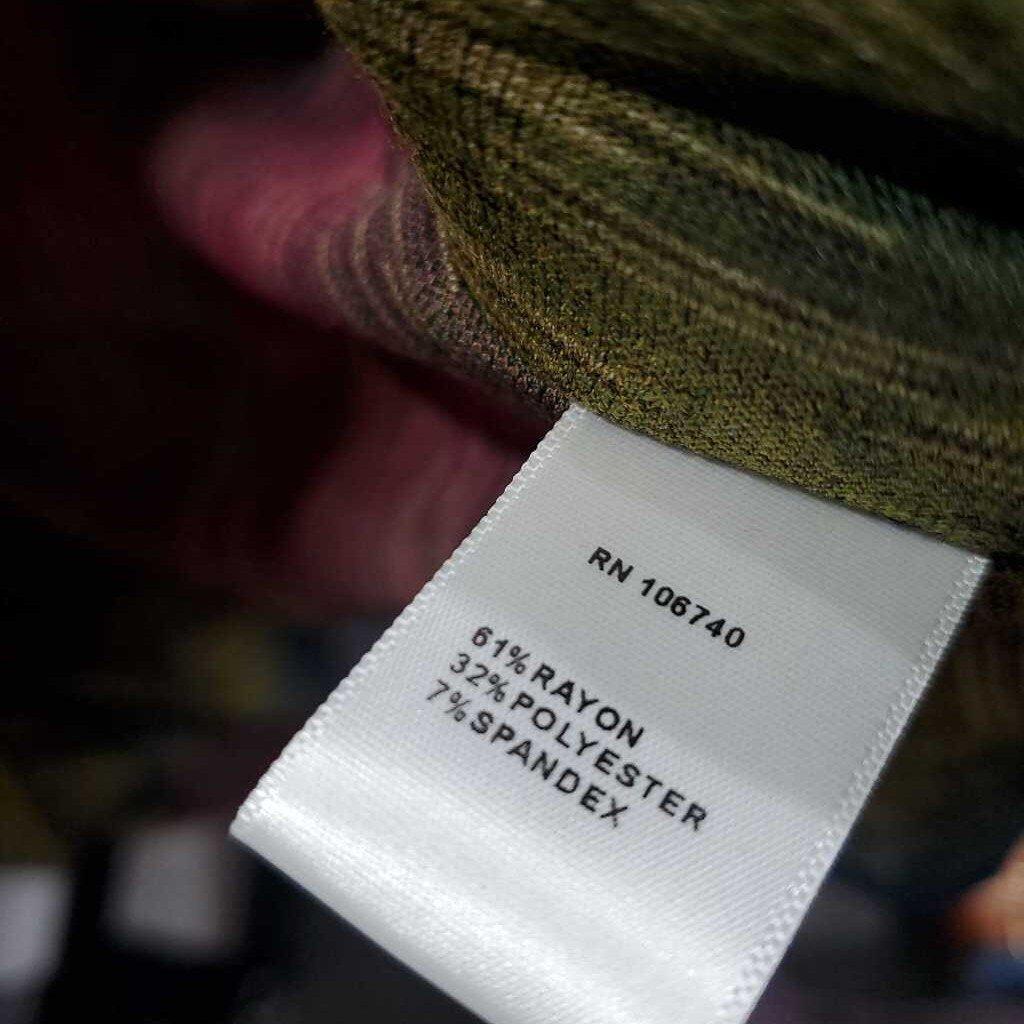 RN 106740
61% RAYON
32% POLYESTER
7% SPANDEX